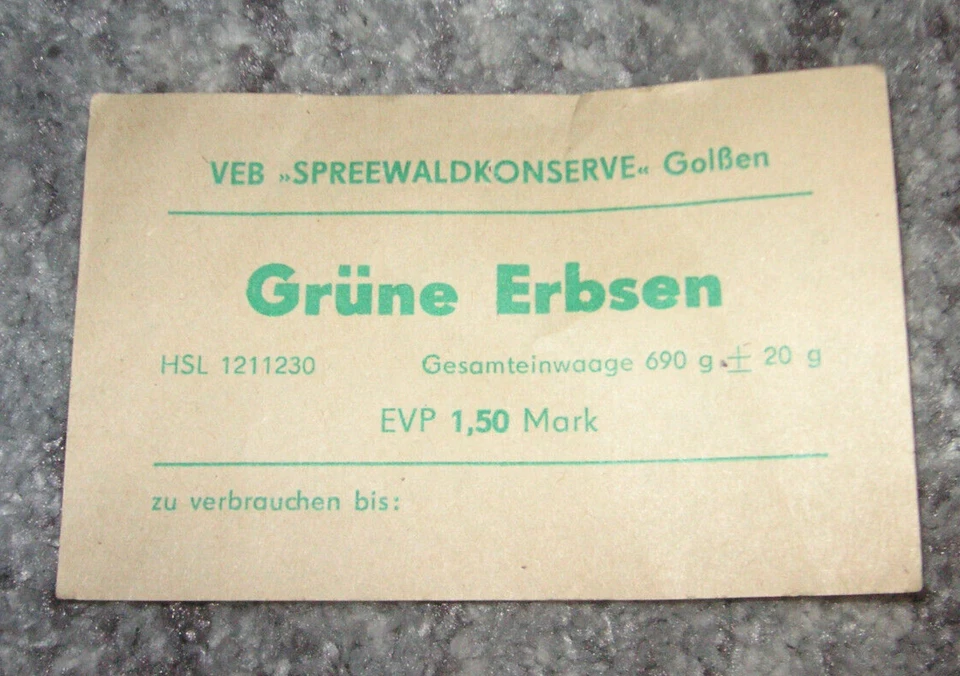 VEB »SPREEWALDKONSERVE« Golßen
Grüne Erbsen
HSL 1211230 Gesamteinwaage 690 g ± 20 g
EVP 1,50 Mark
zu verbrauchen bis: